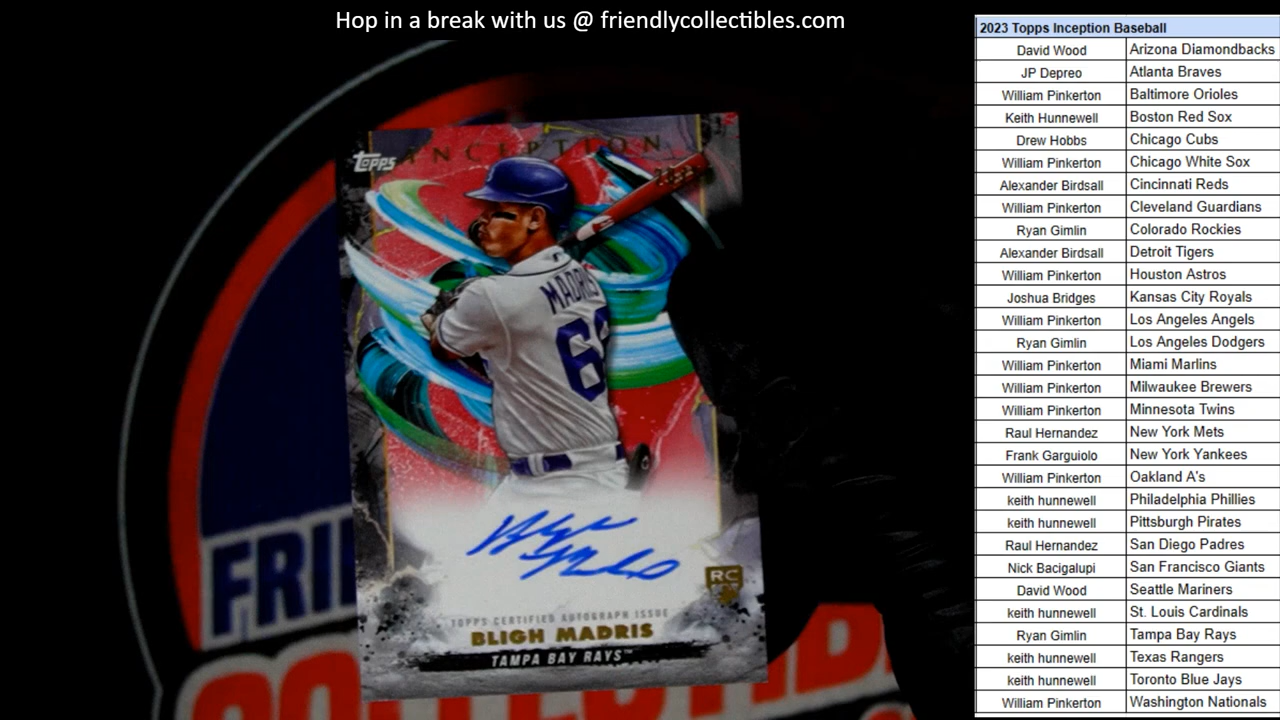 Hop in a break with us @ friendlycollectibles.com
2023 Topps Inception Baseball
David Wood Arizona Diamondbacks
JP Depreo Atlanta Braves
William Pinkerton Baltimore Orioles
Keith Hunnewell Boston Red Sox
Drew Hobbs Chicago Cubs
William Pinkerton Chicago White Sox
Alexander Birdsall Cincinnati Reds
William Pinkerton Cleveland Guardians
Ryan Gimlin Colorado Rockies
Alexander Birdsall Detroit Tigers
William Pinkerton Houston Astros
Joshua Bridges Kansas City Royals
William Pinkerton Los Angeles Angels
Ryan Gimlin Los Angeles Dodgers
William Pinkerton Miami Marlins
William Pinkerton Milwaukee Brewers
William Pinkerton Minnesota Twins
Raul Hernandez New York Mets
Frank Garguiolo New York Yankees
William Pinkerton Oakland A's
keith hunnewell Philadelphia Phillies
keith hunnewell Pittsburgh Pirates
Raul Hernandez San Diego Padres
Nick Bacigalupi San Francisco Giants
David Wood Seattle Mariners
keith hunnewell St. Louis Cardinals
Ryan Gimlin Tampa Bay Rays
keith hunnewell Texas Rangers
keith hunnewell Toronto Blue Jays
William Pinkerton Washington Nationals
Topps INCEPTION
MADRIS
RC
TOPPS CERTIFIED AUTOGRAPH ISSUE
BLIGH MADRIS
TAMPA BAY RAYS™